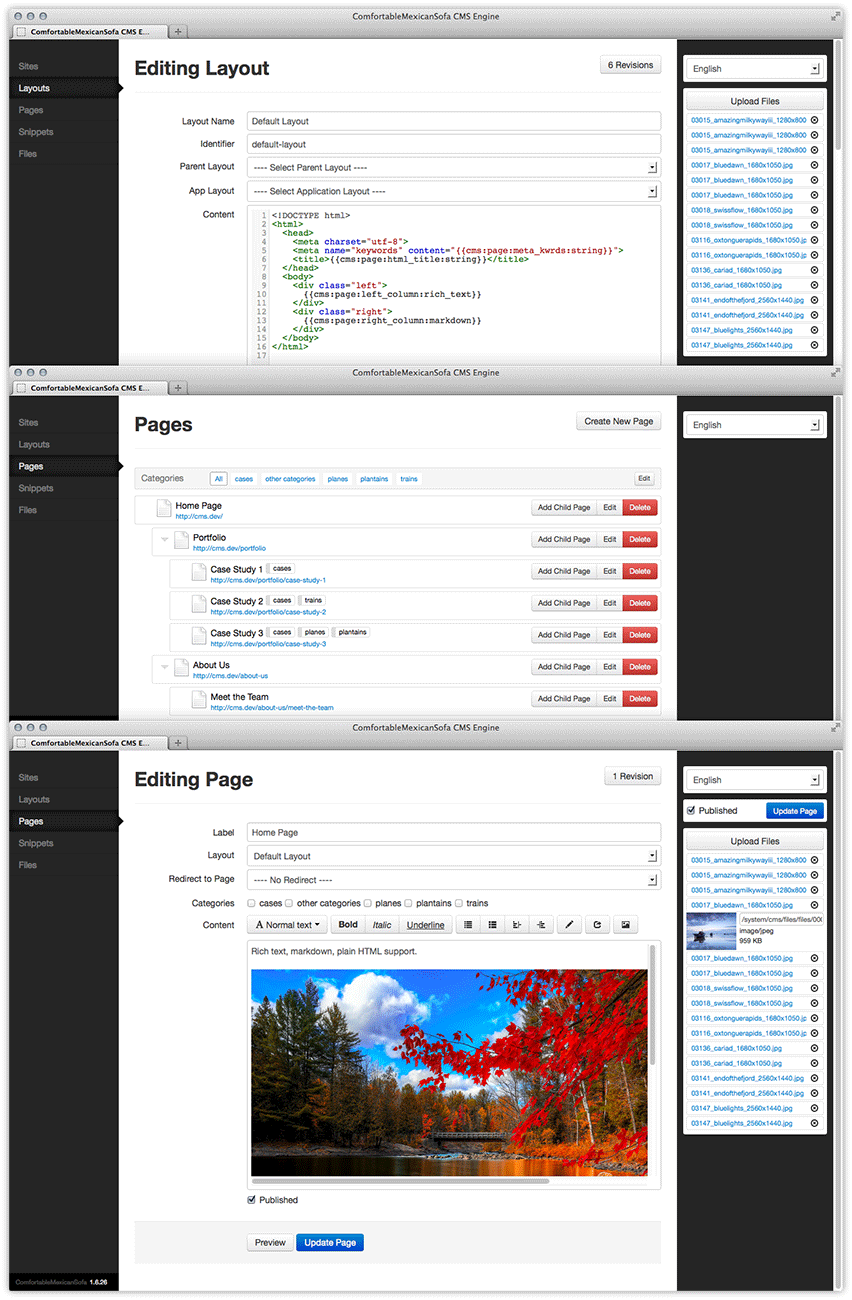 ComfortableMexicanSofa CMS Engine
ComfortableMexicanSofa CMS E...
Sites
Layouts
Pages
Snippets
Files
Editing Layout
6 Revisions
Layout Name Default Layout
Identifier default-layout
Parent Layout ---- Select Parent Layout ----
App Layout ---- Select Application Layout ----
Content
1 <!DOCTYPE html>
2 <html>
3 <head>
4 <meta charset="utf-8">
5 <meta name="keywords" content="{{cms:page:meta_kwrds:string}}">
6 <title>{{cms:page:html_title:string}}</title>
7 </head>
8 <body>
9 <div class="left">
10 {{cms:page:left_column:rich_text}}
11 </div>
12 <div class="right">
13 {{cms:page:right_column:markdown}}
14 </div>
15 </body>
16 </html>
17
English
Upload Files
03015_amazingmilkywayiii_1280x800
03015_amazingmilkywayiii_1280x800
03015_amazingmilkywayiii_1280x800
03017_bluedawn_1680x1050.jpg
03017_bluedawn_1680x1050.jpg
03017_bluedawn_1680x1050.jpg
03018_swissflow_1680x1050.jpg
03018_swissflow_1680x1050.jpg
03116_oxtonguerapids_1680x1050.jp
03116_oxtonguerapids_1680x1050.jp
03136_cariad_1680x1050.jpg
03136_cariad_1680x1050.jpg
03141_endofthefjord_2560x1440.jpg
03141_endofthefjord_2560x1440.jpg
03147_bluelights_2560x1440.jpg
03147_bluelights_2560x1440.jpg
ComfortableMexicanSofa CMS Engine
ComfortableMexicanSofa CMS E...
Sites
Layouts
Pages
Snippets
Files
Pages
Create New Page
Categories All cases other categories planes plantains trains Edit
Home Page Add Child Page Edit Delete
http://cms.dev/
Portfolio Add Child Page Edit Delete
http://cms.dev/portfolio
Case Study 1 cases Add Child Page Edit Delete
http://cms.dev/portfolio/case-study-1
Case Study 2 cases trains Add Child Page Edit Delete
http://cms.dev/portfolio/case-study-2
Case Study 3 cases planes plantains Add Child Page Edit Delete
http://cms.dev/portfolio/case-study-3
About Us Add Child Page Edit Delete
http://cms.dev/about-us
Meet the Team Add Child Page Edit Delete
http://cms.dev/about-us/meet-the-team
English
ComfortableMexicanSofa CMS Engine
ComfortableMexicanSofa CMS E...
Sites
Layouts
Pages
Snippets
Files
Editing Page
1 Revision
Label Home Page
Layout Default Layout
Redirect to Page ---- No Redirect ----
Categories cases other categories planes plantains trains
Content A Normal text Bold Italic Underline
Rich text, markdown, plain HTML support.
Published
Preview Update Page
English
Published Update Page
Upload Files
03015_amazingmilkywayiii_1280x800
03015_amazingmilkywayiii_1280x800
03015_amazingmilkywayiii_1280x800
03017_bluedawn_1680x1050.jpg
/system/cms/files/files/000
image/jpeg
959 KB
03017_bluedawn_1680x1050.jpg
03017_bluedawn_1680x1050.jpg
03018_swissflow_1680x1050.jpg
03018_swissflow_1680x1050.jpg
03116_oxtonguerapids_1680x1050.jp
03116_oxtonguerapids_1680x1050.jp
03136_cariad_1680x1050.jpg
03136_cariad_1680x1050.jpg
03141_endofthefjord_2560x1440.jpg
03141_endofthefjord_2560x1440.jpg
03147_bluelights_2560x1440.jpg
03147_bluelights_2560x1440.jpg
ComfortableMexicanSofa 1.6.26